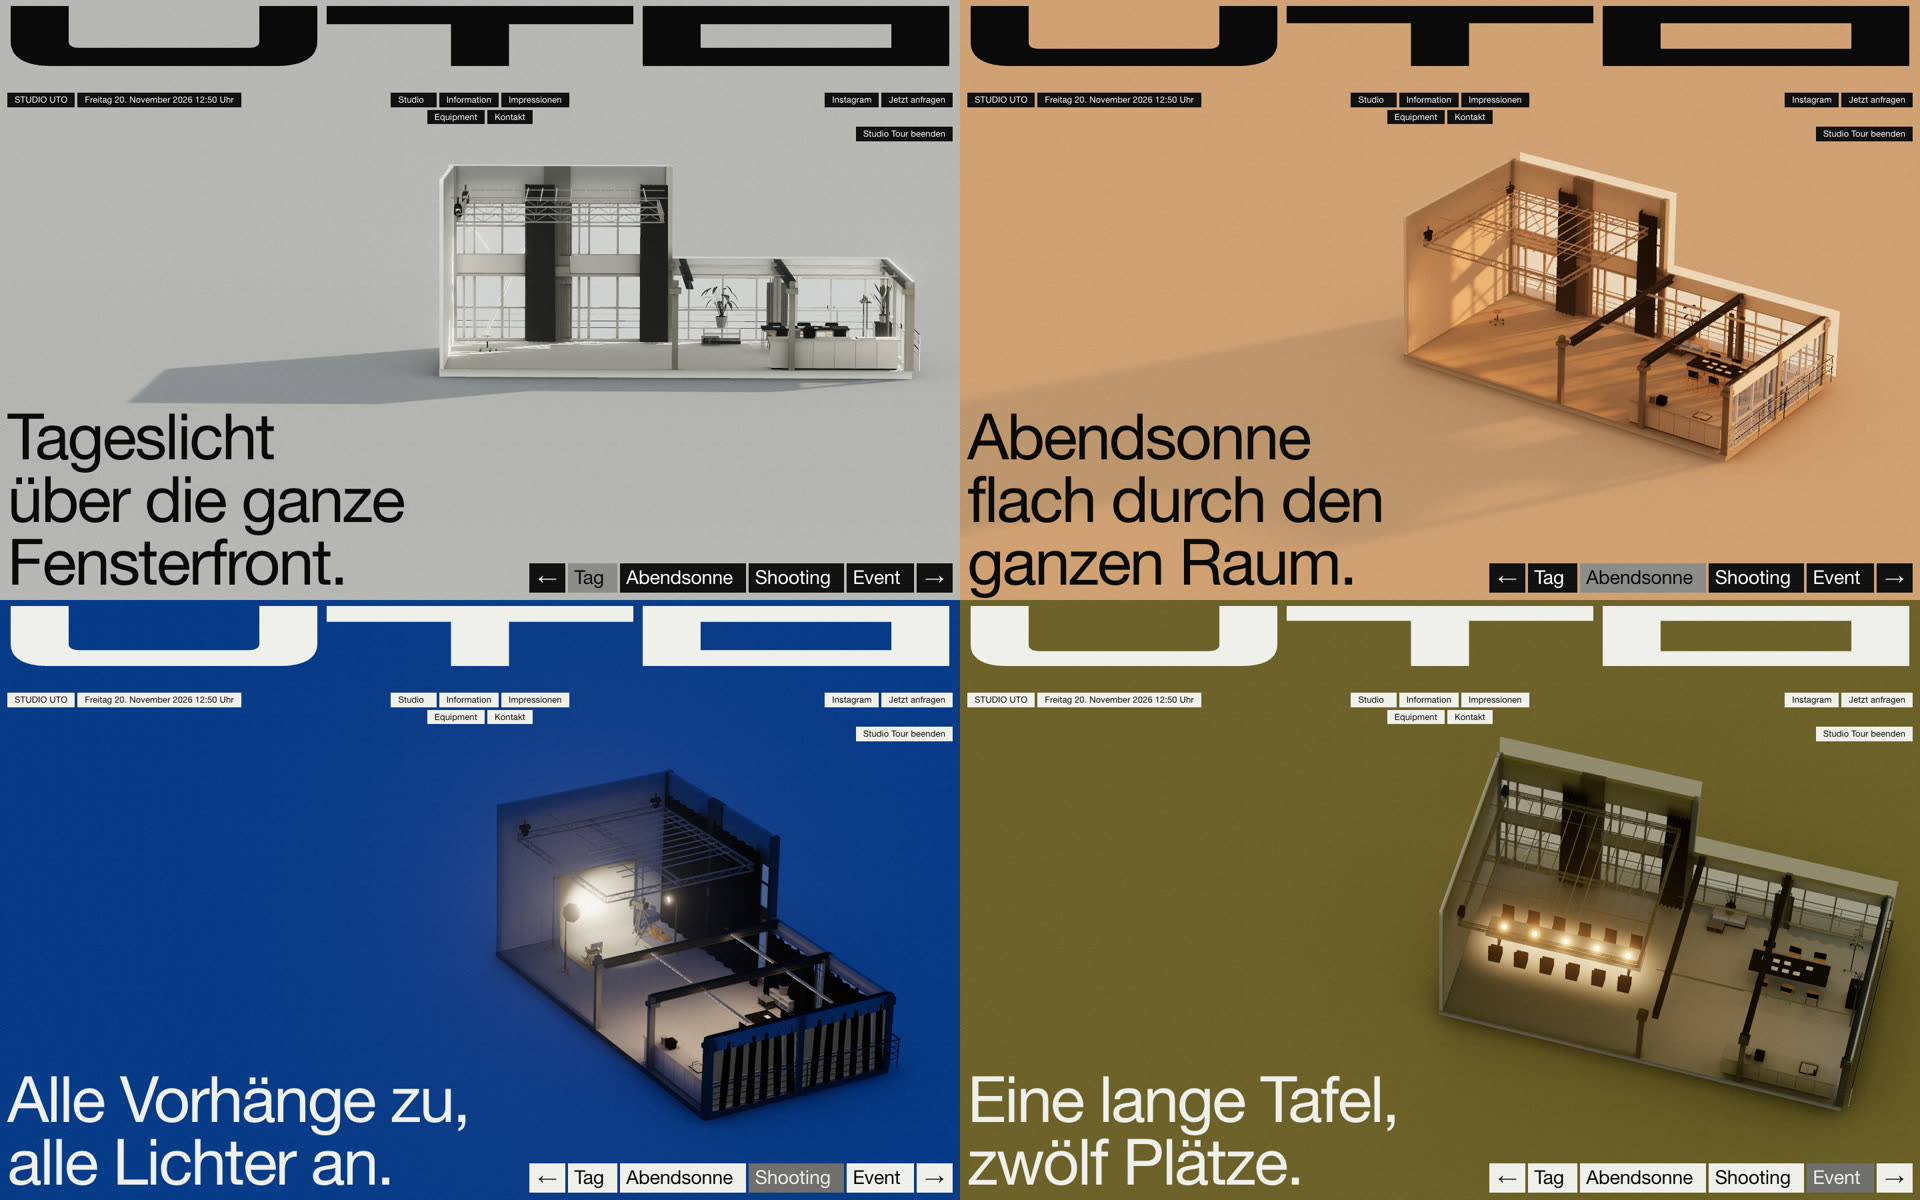 UTO
STUDIO UTO Freitag 20. November 2026 12:50 Uhr Studio Information Impressionen Instagram Jetzt anfragen
Equipment Kontakt
Studio Tour beenden
Tageslicht
über die ganze
Fensterfront.
← Tag Abendsonne Shooting Event →
UTO
STUDIO UTO Freitag 20. November 2026 12:50 Uhr Studio Information Impressionen Instagram Jetzt anfragen
Equipment Kontakt
Studio Tour beenden
Abendsonne
flach durch den
ganzen Raum.
← Tag Abendsonne Shooting Event →
UTO
STUDIO UTO Freitag 20. November 2026 12:50 Uhr Studio Information Impressionen Instagram Jetzt anfragen
Equipment Kontakt
Studio Tour beenden
Alle Vorhänge zu,
alle Lichter an.
← Tag Abendsonne Shooting Event →
UTO
STUDIO UTO Freitag 20. November 2026 12:50 Uhr Studio Information Impressionen Instagram Jetzt anfragen
Equipment Kontakt
Studio Tour beenden
Eine lange Tafel,
zwölf Plätze.
← Tag Abendsonne Shooting Event →